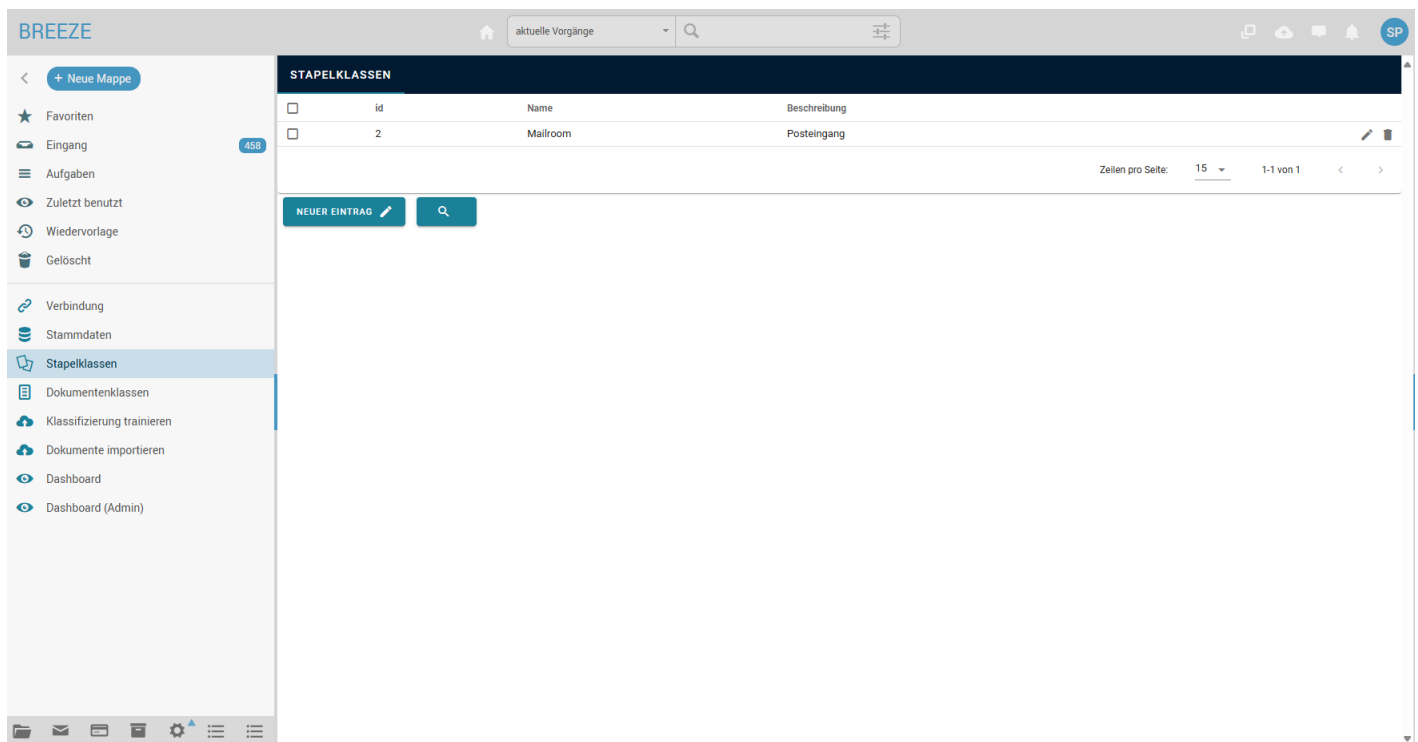 BREEZE
aktuelle Vorgänge
SP
+ Neue Mappe
Favoriten
Eingang 458
Aufgaben
Zuletzt benutzt
Wiedervorlage
Gelöscht
Verbindung
Stammdaten
Stapelklassen
Dokumentenklassen
Klassifizierung trainieren
Dokumente importieren
Dashboard
Dashboard (Admin)
STAPELKLASSEN
id Name Beschreibung
2 Mailroom Posteingang
Zeilen pro Seite: 15 1-1 von 1
NEUER EINTRAG